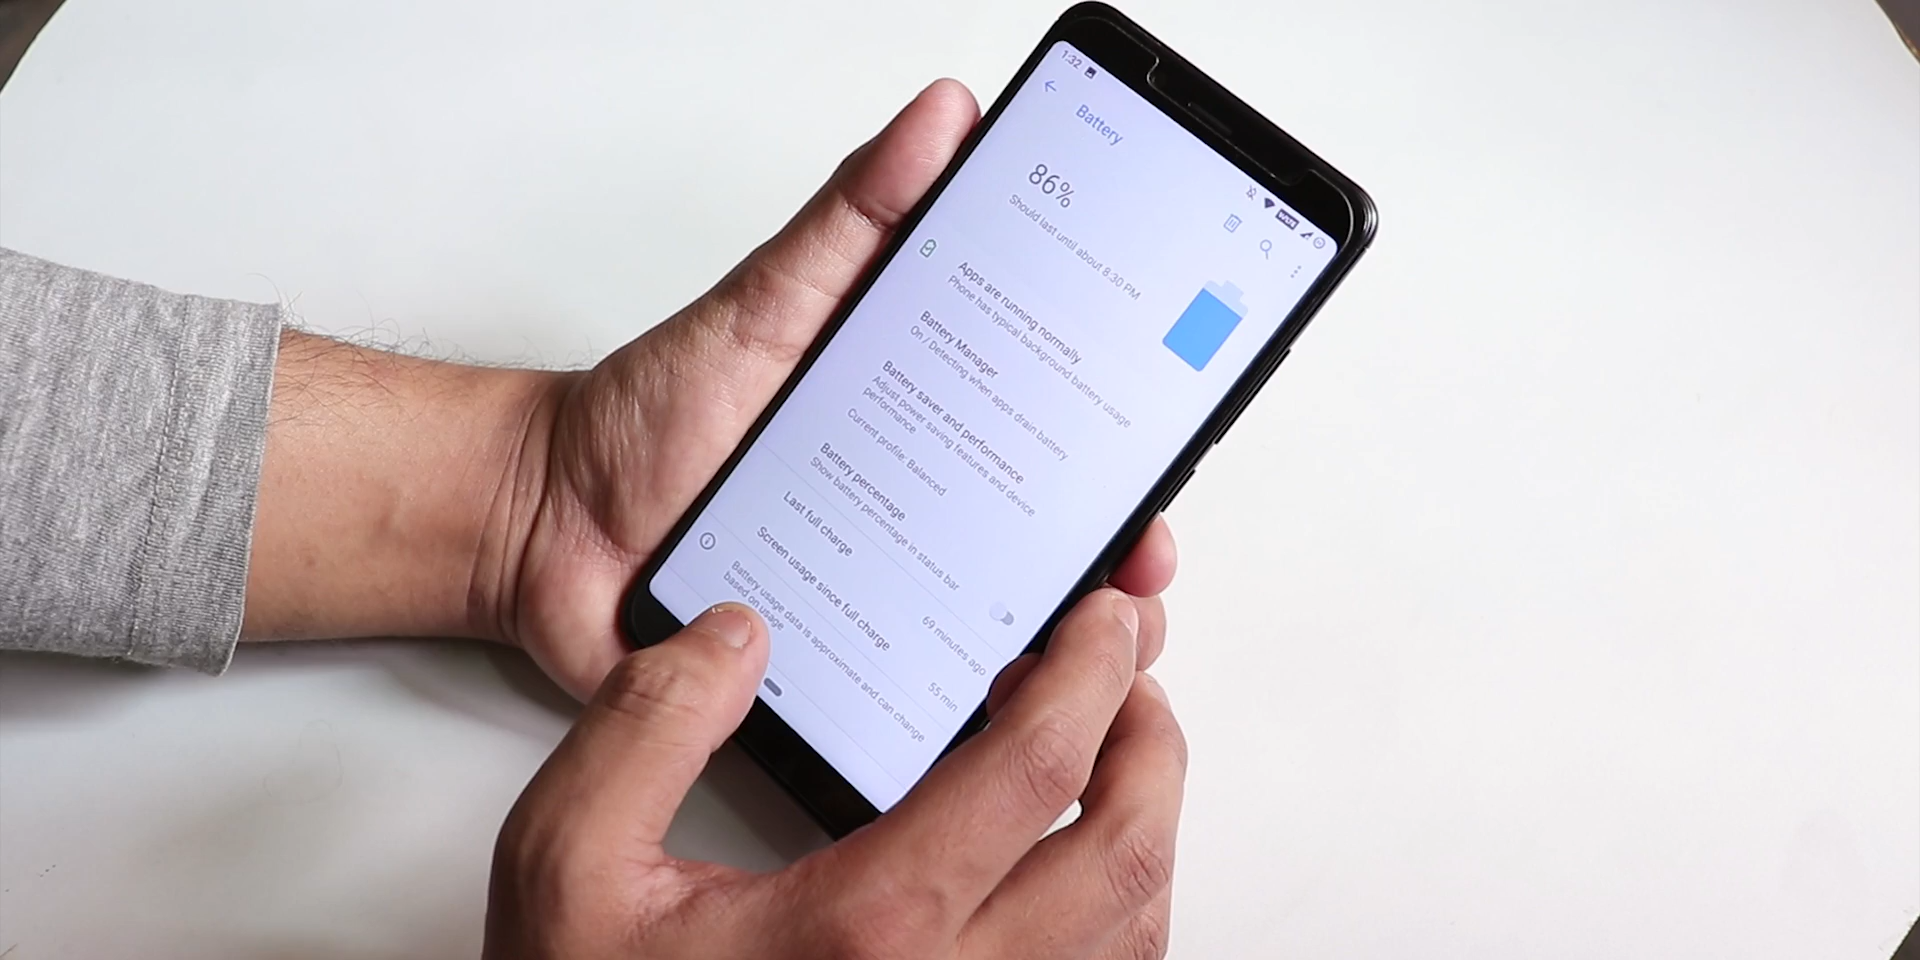 1:32
Battery
86%
Should last until about 8:30 PM
Apps are running normally
Phone has typical background battery usage
Battery Manager
On / Detecting when apps drain battery
Battery saver and performance
Adjust power saving features and device
performance
Current profile: Balanced
Battery percentage
Show battery percentage in status bar
Last full charge
69 minutes ago
Screen usage since full charge
55 min
Battery usage data is approximate and can change
based on usage